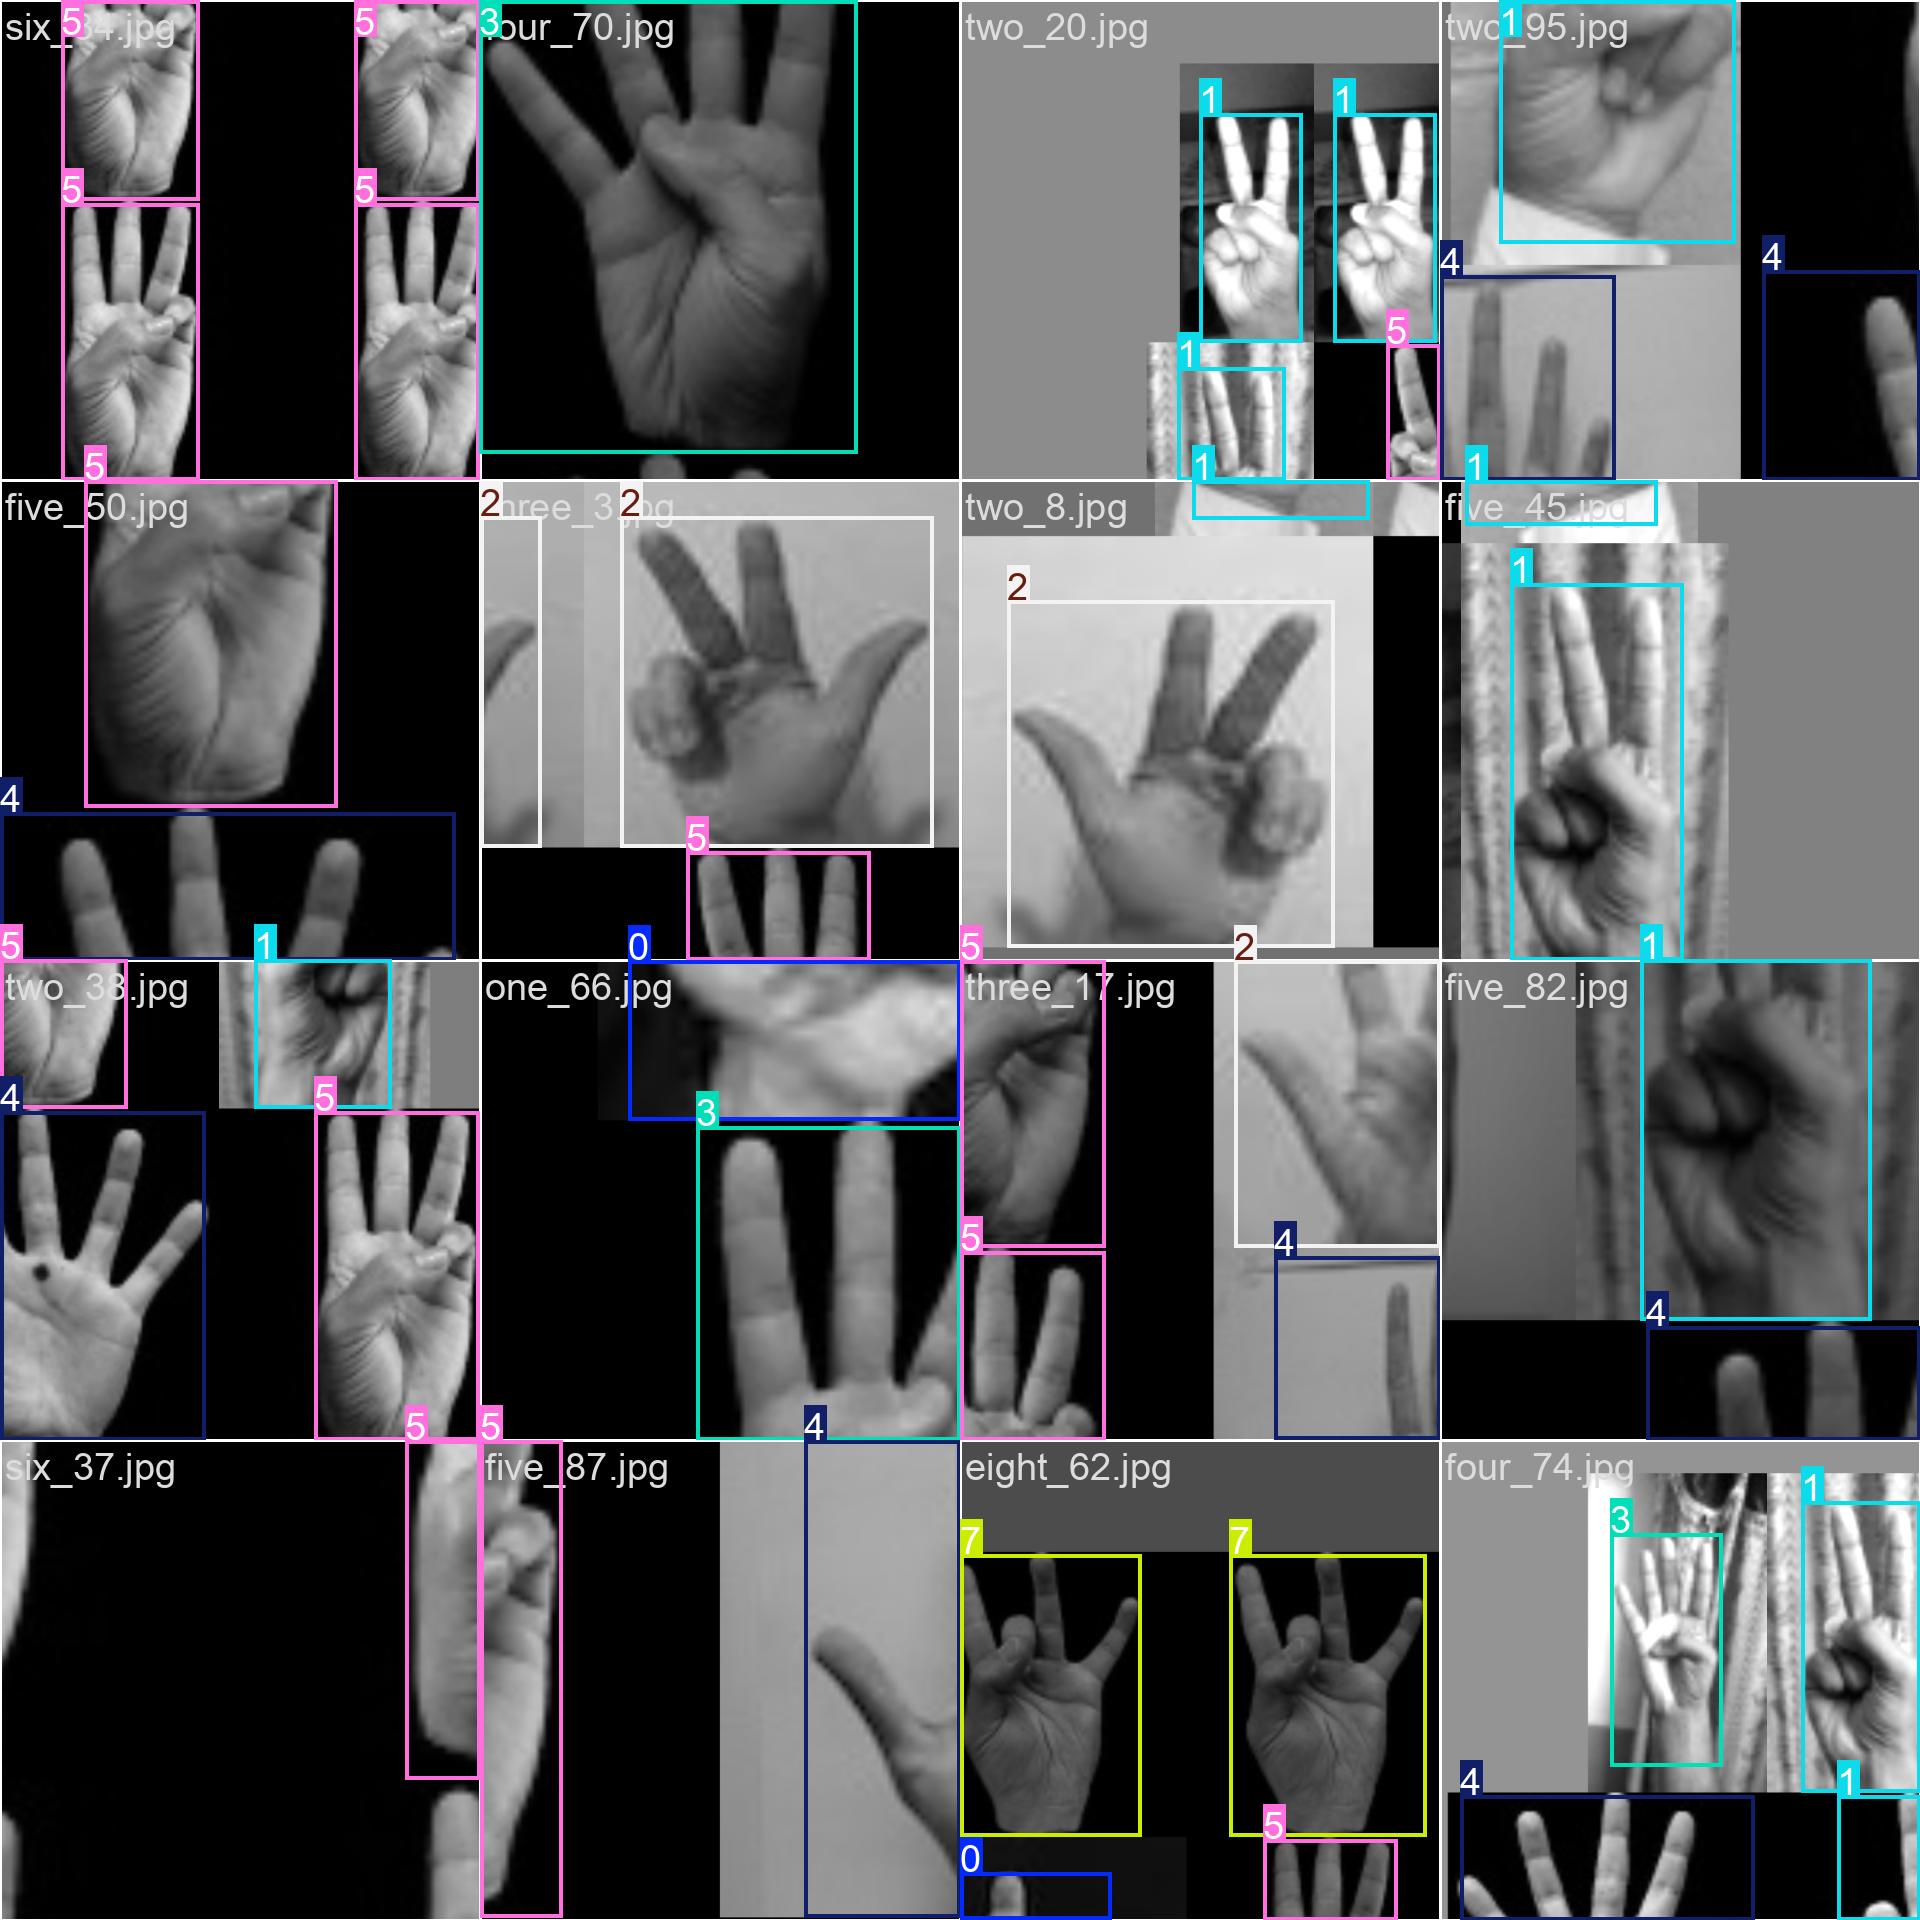 5 5 3 1
six_84.jpg four_70.jpg two_20.jpg two_95.jpg
1 1
5 5 4 4
5 1 1 5 1 1
five_50.jpg three_3.jpg two_8.jpg five_45.jpg
2 2 2 1
4 5
5 1 0 5 2 1
two_38.jpg one_66.jpg three_17.jpg five_82.jpg
4 5 3
5 4 4
5 5 4
six_37.jpg five_87.jpg eight_62.jpg four_74.jpg
1
3
7 7
5 4 1
0